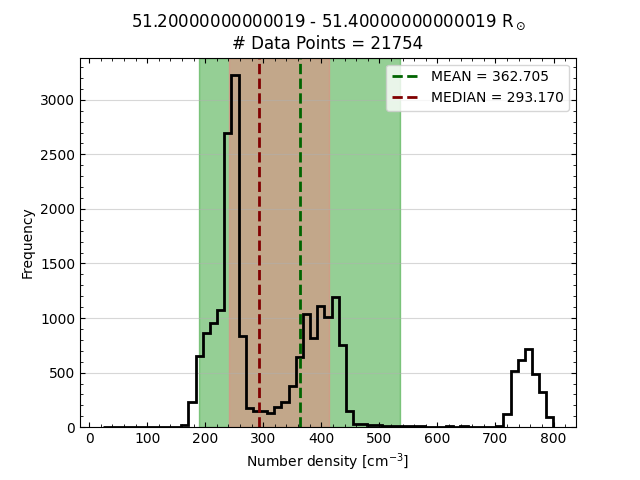 51.20000000000019 - 51.40000000000019 R⊙
# Data Points = 21754
MEAN = 362.705
MEDIAN = 293.170
Frequency
3000
2500
2000
1500
1000
500
0
0 100 200 300 400 500 600 700 800
Number density [cm⁻³]